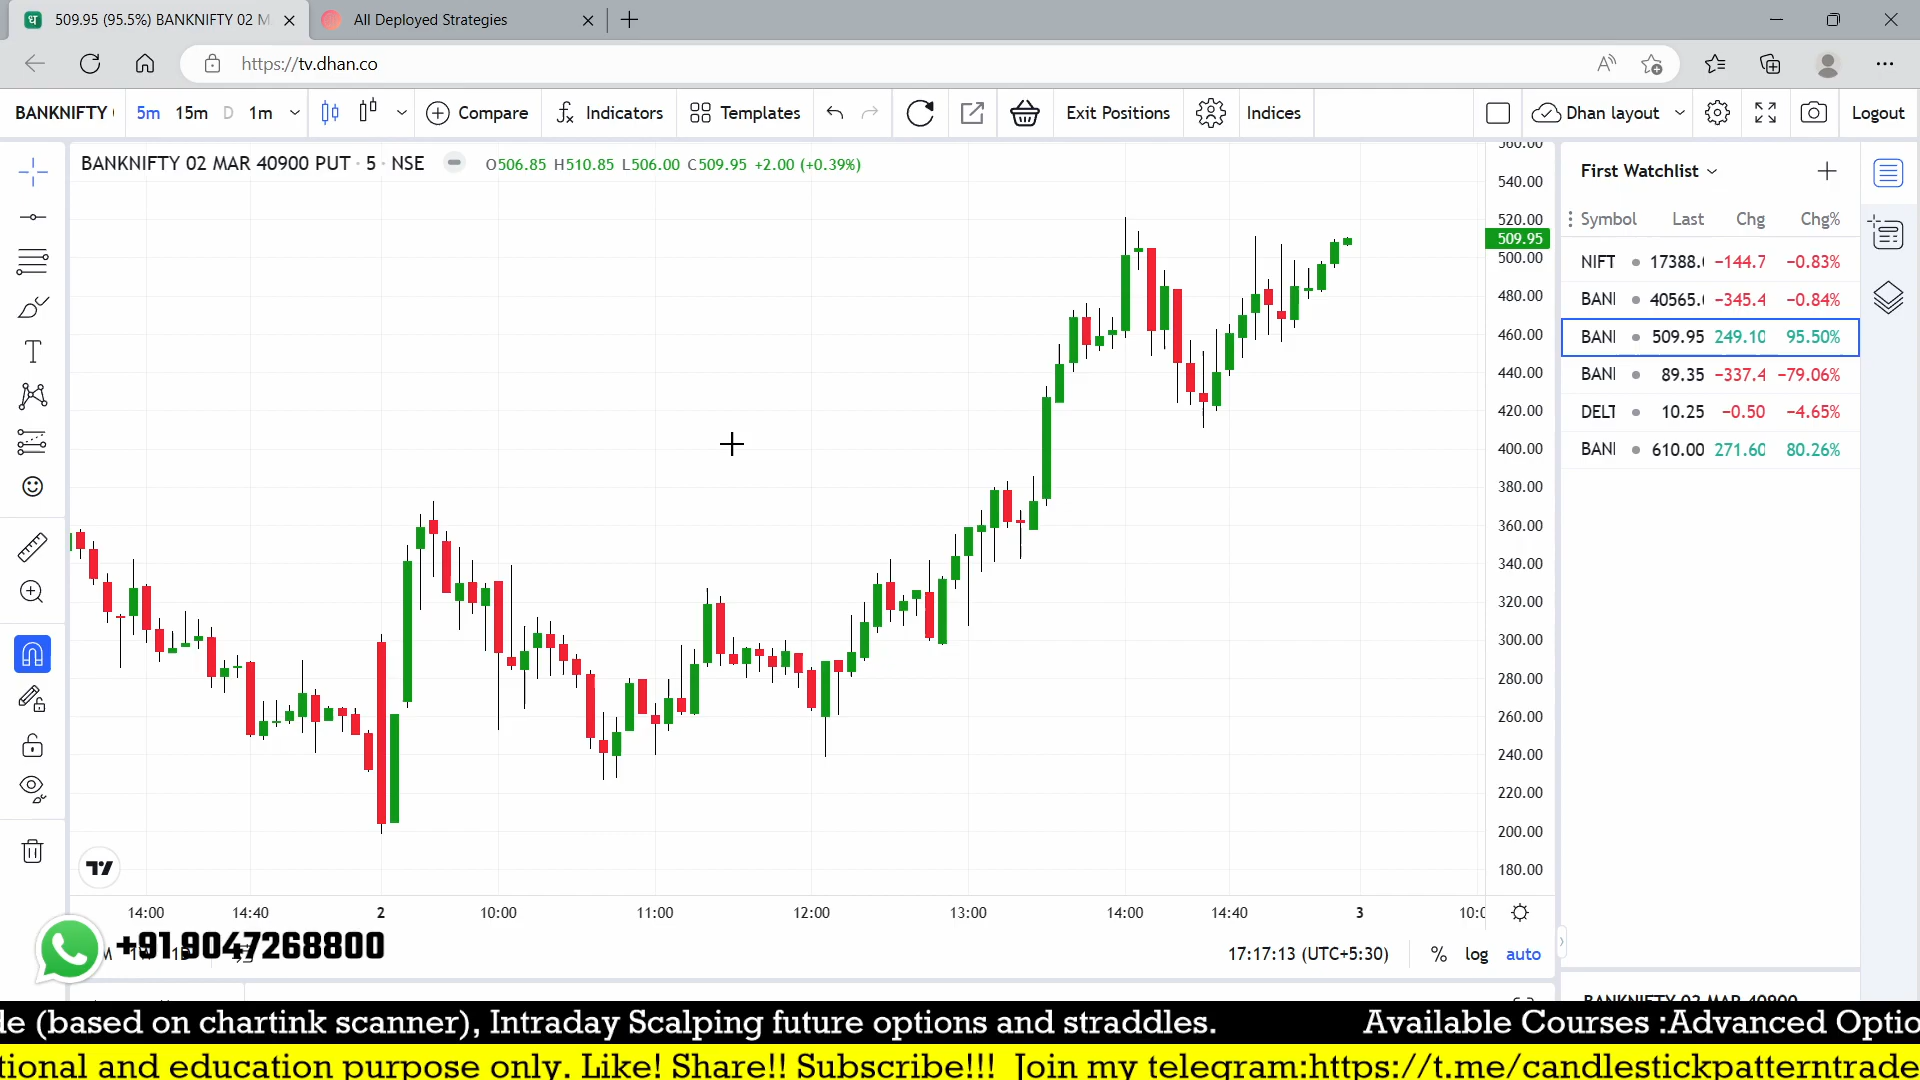 509.95 (95.5%) BANKNIFTY 02 M
All Deployed Strategies
https://tv.dhan.co
BANKNIFTY
5m 15m D 1m
Compare
Indicators
Templates
Exit Positions
Indices
Dhan layout
Logout
BANKNIFTY 02 MAR 40900 PUT · 5 · NSE
O506.85 H510.85 L506.00 C509.95 +2.00 (+0.39%)
560.00
540.00
520.00
509.95
500.00
480.00
460.00
440.00
420.00
400.00
380.00
360.00
340.00
320.00
300.00
280.00
260.00
240.00
220.00
200.00
180.00
14:00 14:40 2 10:00 11:00 12:00 13:00 14:00 14:40 3 10:0
17:17:13 (UTC+5:30) % log auto
First Watchlist
Symbol Last Chg Chg%
NIFT 17388. −144.7 −0.83%
BANI 40565. −345.4 −0.84%
BANI 509.95 249.10 95.50%
BANI 89.35 −337.4 −79.06%
DELT 10.25 −0.50 −4.65%
BANI 610.00 271.60 80.26%
BANKNIFTY 02 MAR 40900
+91 9047268800
de (based on chartink scanner), Intraday Scalping future options and straddles. Available Courses :Advanced Optio
tional and education purpose only. Like! Share!! Subscribe!!! Join my telegram:https://t.me/candlestickpatterntrade